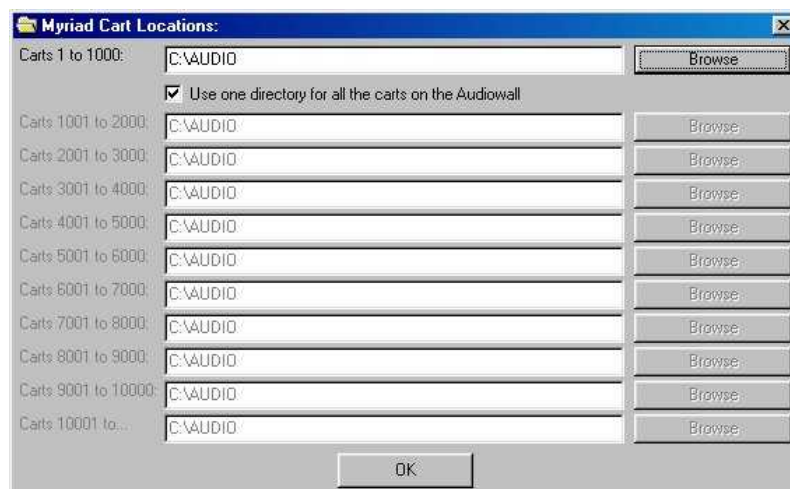 Myriad Cart Locations:
Carts 1 to 1000: C:\AUDIO Browse
Use one directory for all the carts on the Audiowall
Carts 1001 to 2000: C:\AUDIO Browse
Carts 2001 to 3000: C:\AUDIO Browse
Carts 3001 to 4000: C:\AUDIO Browse
Carts 4001 to 5000: C:\AUDIO Browse
Carts 5001 to 6000: C:\AUDIO Browse
Carts 6001 to 7000: C:\AUDIO Browse
Carts 7001 to 8000: C:\AUDIO Browse
Carts 8001 to 9000: C:\AUDIO Browse
Carts 9001 to 10000: C:\AUDIO Browse
Carts 10001 to... C:\AUDIO Browse
OK